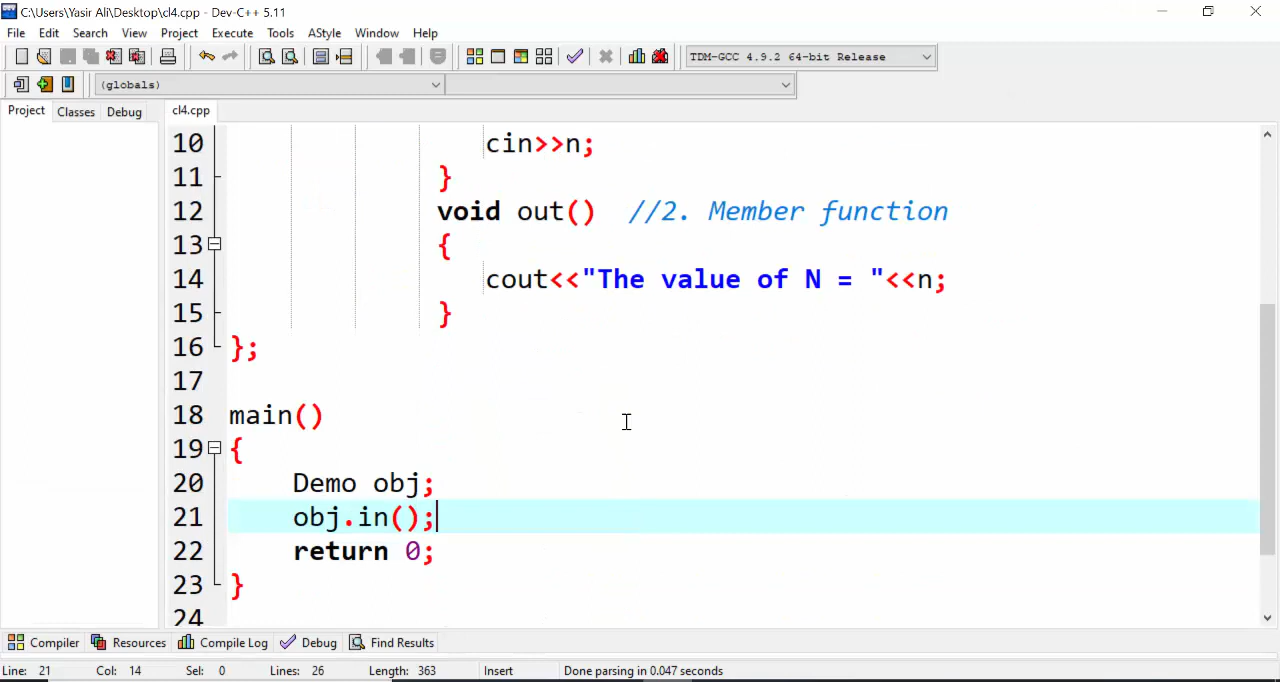 C:\Users\Yasir Ali\Desktop\cl4.cpp - Dev-C++ 5.11
File Edit Search View Project Execute Tools AStyle Window Help
TDM-GCC 4.9.2 64-bit Release
(globals)
Project Classes Debug cl4.cpp
10 cin>>n;
11 }
12 void out() //2. Member function
13 {
14 cout<<"The value of N = "<<n;
15 }
16 };
17
18 main()
19 {
20 Demo obj;
21 obj.in();
22 return 0;
23 }
24
Compiler Resources Compile Log Debug Find Results
Line: 21 Col: 14 Sel: 0 Lines: 26 Length: 363 Insert Done parsing in 0.047 seconds